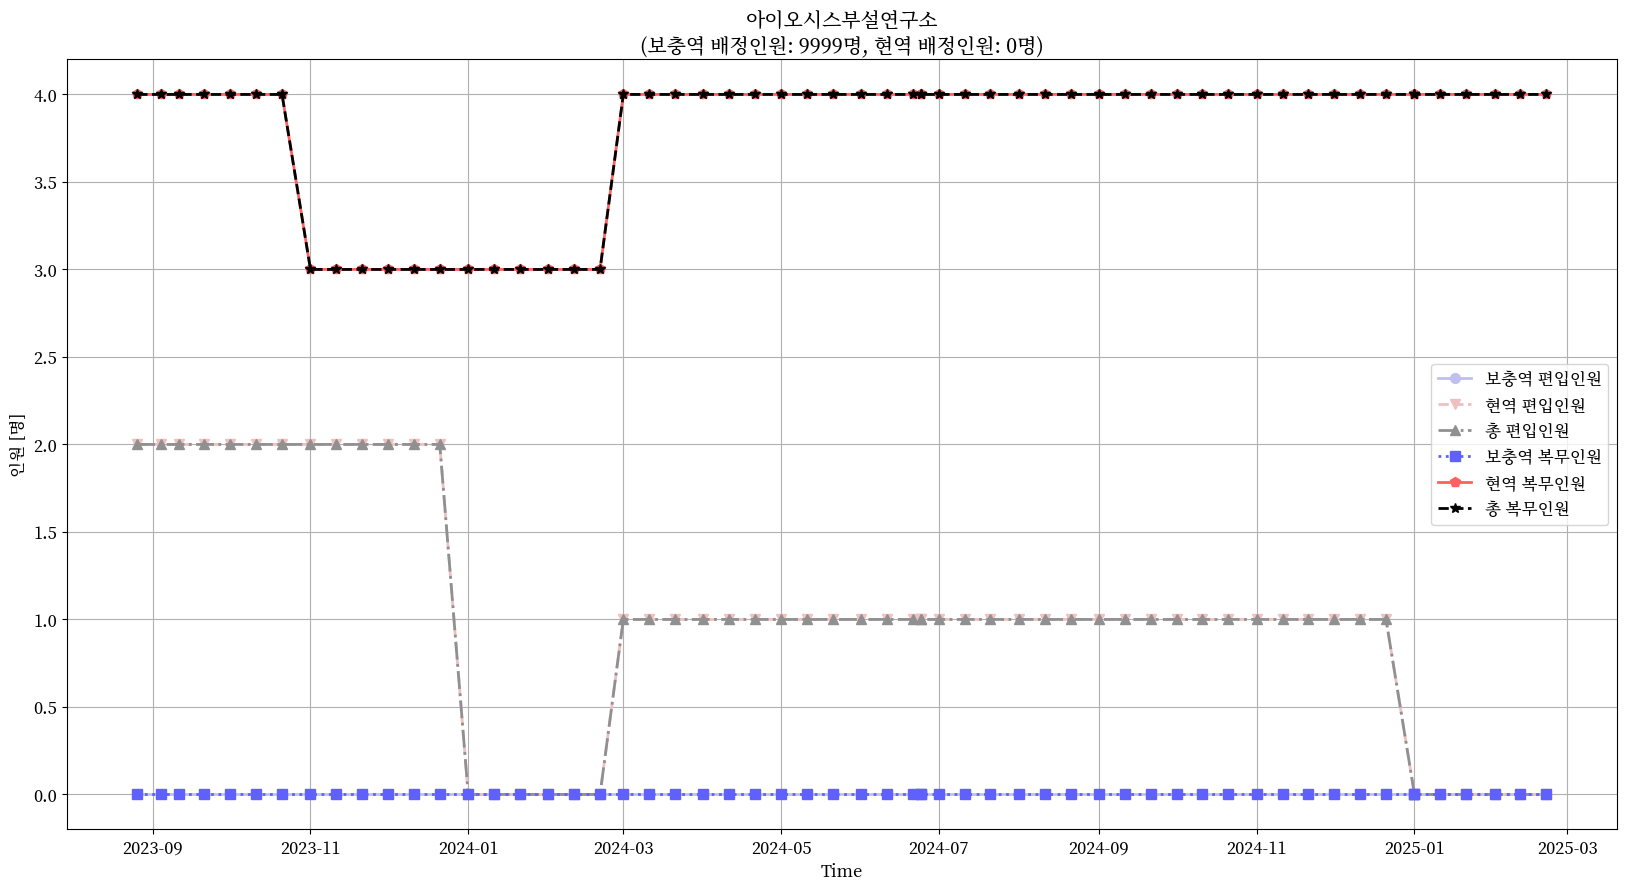 아이오시스부설연구소
(보충역 배정인원: 9999명, 현역 배정인원: 0명)
인원 [명]
4.0
3.5
3.0
2.5
2.0
1.5
1.0
0.5
0.0
보충역 편입인원
현역 편입인원
총 편입인원
보충역 복무인원
현역 복무인원
총 복무인원
2023-09 2023-11 2024-01 2024-03 2024-05 2024-07 2024-09 2024-11 2025-01 2025-03
Time